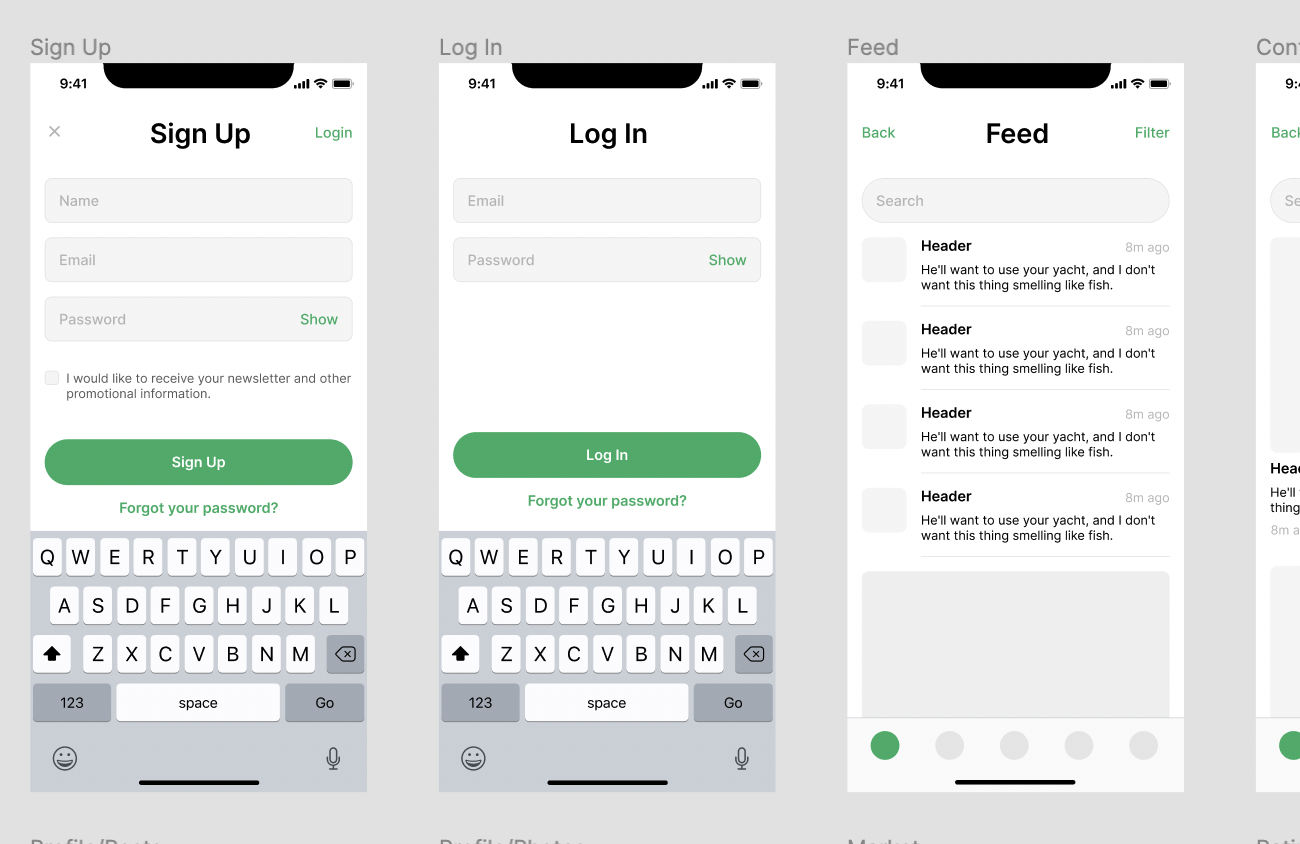 Sign Up
9:41
Sign Up
Login
Name
Email
Password
Show
I would like to receive your newsletter and other
promotional information.
Sign Up
Forgot your password?
Q W E R T Y U I O P
A S D F G H J K L
Z X C V B N M
123
space
Go
Log In
9:41
Log In
Email
Password
Show
Log In
Forgot your password?
Q W E R T Y U I O P
A S D F G H J K L
Z X C V B N M
123
space
Go
Feed
9:41
Back
Feed
Filter
Search
Header
8m ago
He'll want to use your yacht, and I don't
want this thing smelling like fish.
Header
8m ago
He'll want to use your yacht, and I don't
want this thing smelling like fish.
Header
8m ago
He'll want to use your yacht, and I don't
want this thing smelling like fish.
Header
8m ago
He'll want to use your yacht, and I don't
want this thing smelling like fish.
He'll
8m
Profile/Posts
Profile/Photos
Market